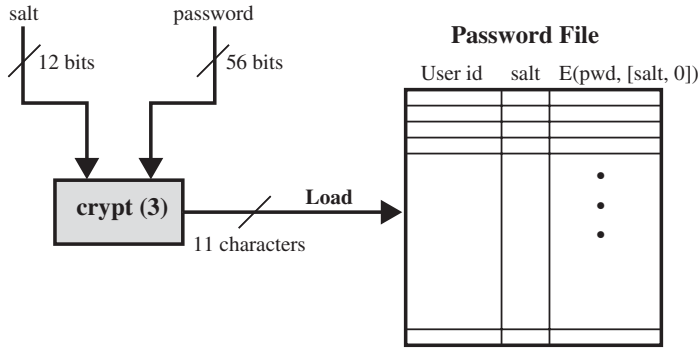 salt
password
12 bits
56 bits
crypt (3)
Load
11 characters
Password File
User id
salt
E(pwd, [salt, 0])